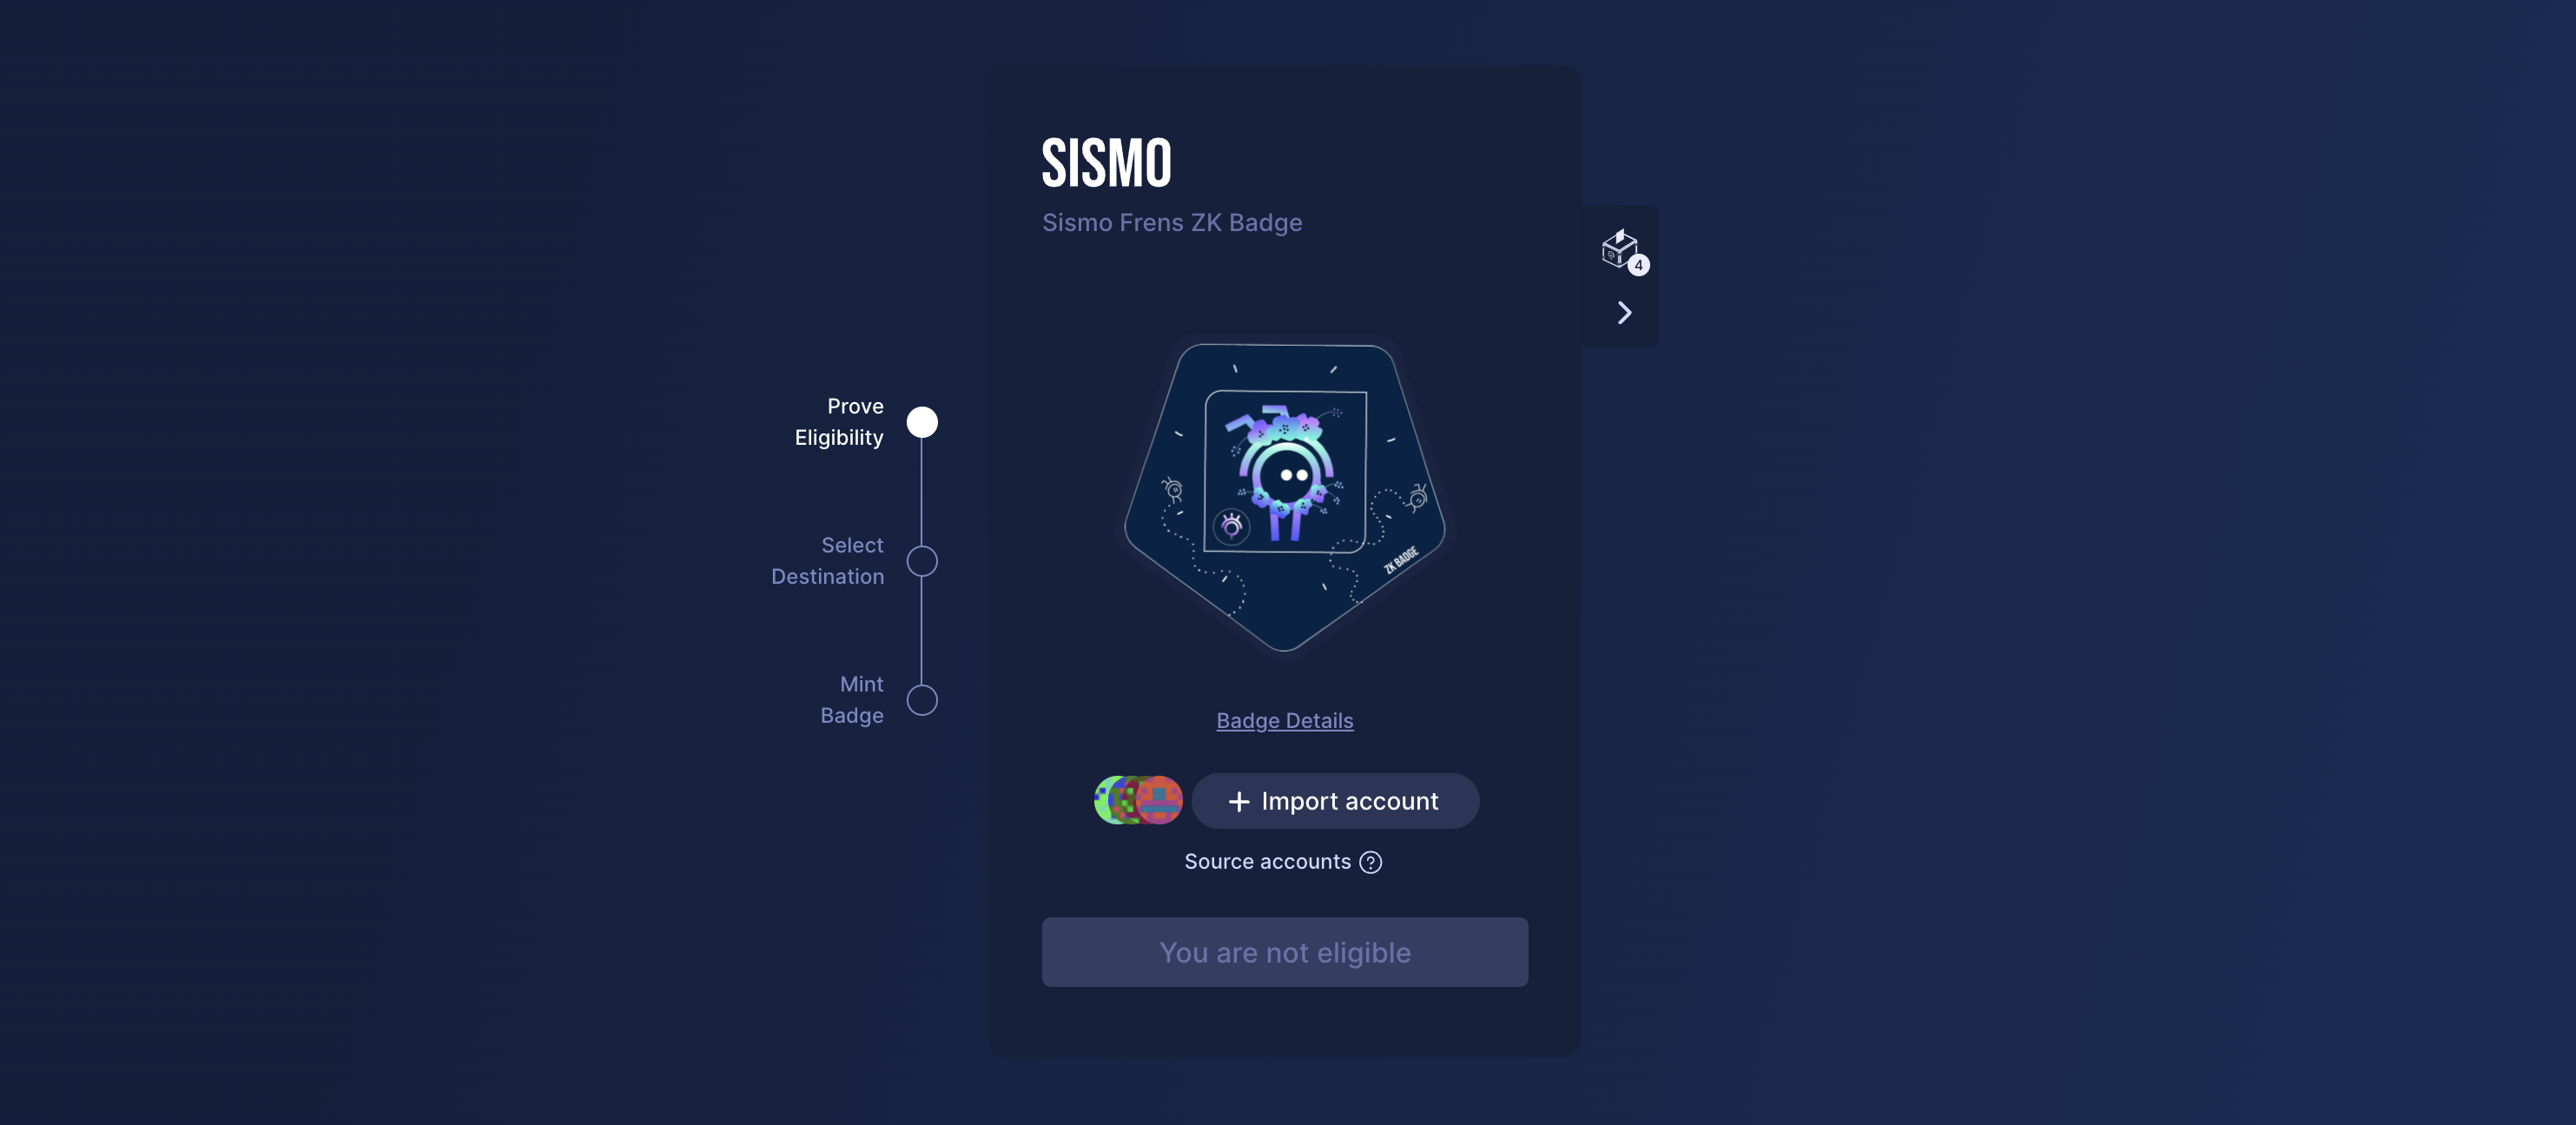 SISMO
Sismo Frens ZK Badge
4
Prove
Eligibility
Select
Destination
Mint
Badge
ZK BADGE
Badge Details
+ Import account
Source accounts ?
You are not eligible